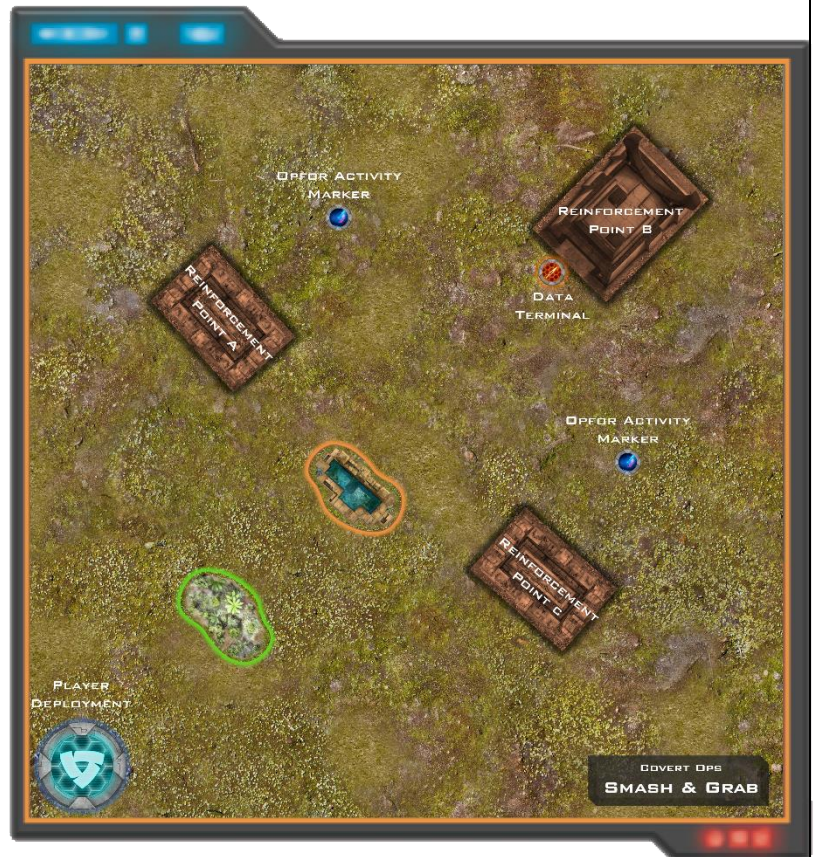 Opfor Activity
Marker
Reinforcement
Point B
Reinforcement
Point A
Data
Terminal
Opfor Activity
Marker
Reinforcement
Point C
Player
Deployment
Covert Ops
Smash & Grab